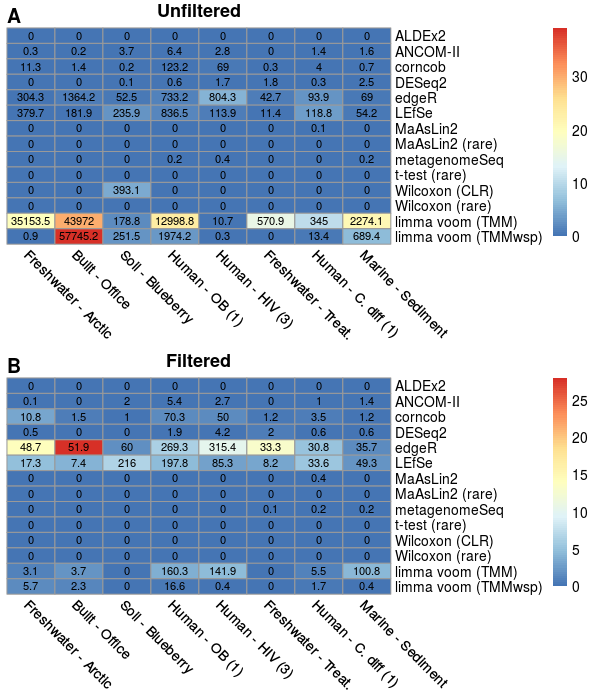 A
Unfiltered
0 0 0 0 0 0 0 0 ALDEx2
0.3 0.2 3.7 6.4 2.8 0 1.4 1.6 ANCOM-II
11.3 1.4 0.2 123.2 69 0.3 4 0.7 corncob
0 0 0.1 0.6 1.7 1.8 0.3 2.5 DESeq2
304.3 1364.2 52.5 733.2 804.3 42.7 93.9 69 edgeR
379.7 181.9 235.9 836.5 113.9 11.4 118.8 54.2 LEfSe
0 0 0 0 0 0 0.1 0 MaAsLin2
0 0 0 0 0 0 0 0 MaAsLin2 (rare)
0 0 0 0.2 0.4 0 0 0.2 metagenomeSeq
0 0 0 0 0 0 0 0 t-test (rare)
0 0 393.1 0 0 0 0 0 Wilcoxon (CLR)
0 0 0 0 0 0 0 0 Wilcoxon (rare)
35153.5 43972 178.8 12998.8 10.7 570.9 345 2274.1 limma voom (TMM)
0.9 57745.2 251.5 1974.2 0.3 0 13.4 689.4 limma voom (TMMwsp)
30
20
10
0
Freshwater - Arctic
Built - Office
Soil - Blueberry
Human - OB (1)
Human - HIV (3)
Freshwater - Treat.
Human - C. diff (1)
Marine - Sediment
B
Filtered
0 0 0 0 0 0 0 0 ALDEx2
0.1 0 2 5.4 2.7 0 1 1.4 ANCOM-II
10.8 1.5 1 70.3 50 1.2 3.5 1.2 corncob
0.5 0 0 1.9 4.2 2 0.6 0.6 DESeq2
48.7 51.9 60 269.3 315.4 33.3 30.8 35.7 edgeR
17.3 7.4 216 197.8 85.3 8.2 33.6 49.3 LEfSe
0 0 0 0 0 0 0.4 0 MaAsLin2
0 0 0 0 0 0 0 0 MaAsLin2 (rare)
0 0 0 0 0 0.1 0.2 0.2 metagenomeSeq
0 0 0 0 0 0 0 0 t-test (rare)
0 0 0 0 0 0 0 0 Wilcoxon (CLR)
0 0 0 0 0 0 0 0 Wilcoxon (rare)
3.1 3.7 0 160.3 141.9 0 5.5 100.8 limma voom (TMM)
5.7 2.3 0 16.6 0.4 0 1.7 0.4 limma voom (TMMwsp)
25
20
15
10
5
0
Freshwater - Arctic
Built - Office
Soil - Blueberry
Human - OB (1)
Human - HIV (3)
Freshwater - Treat.
Human - C. diff (1)
Marine - Sediment